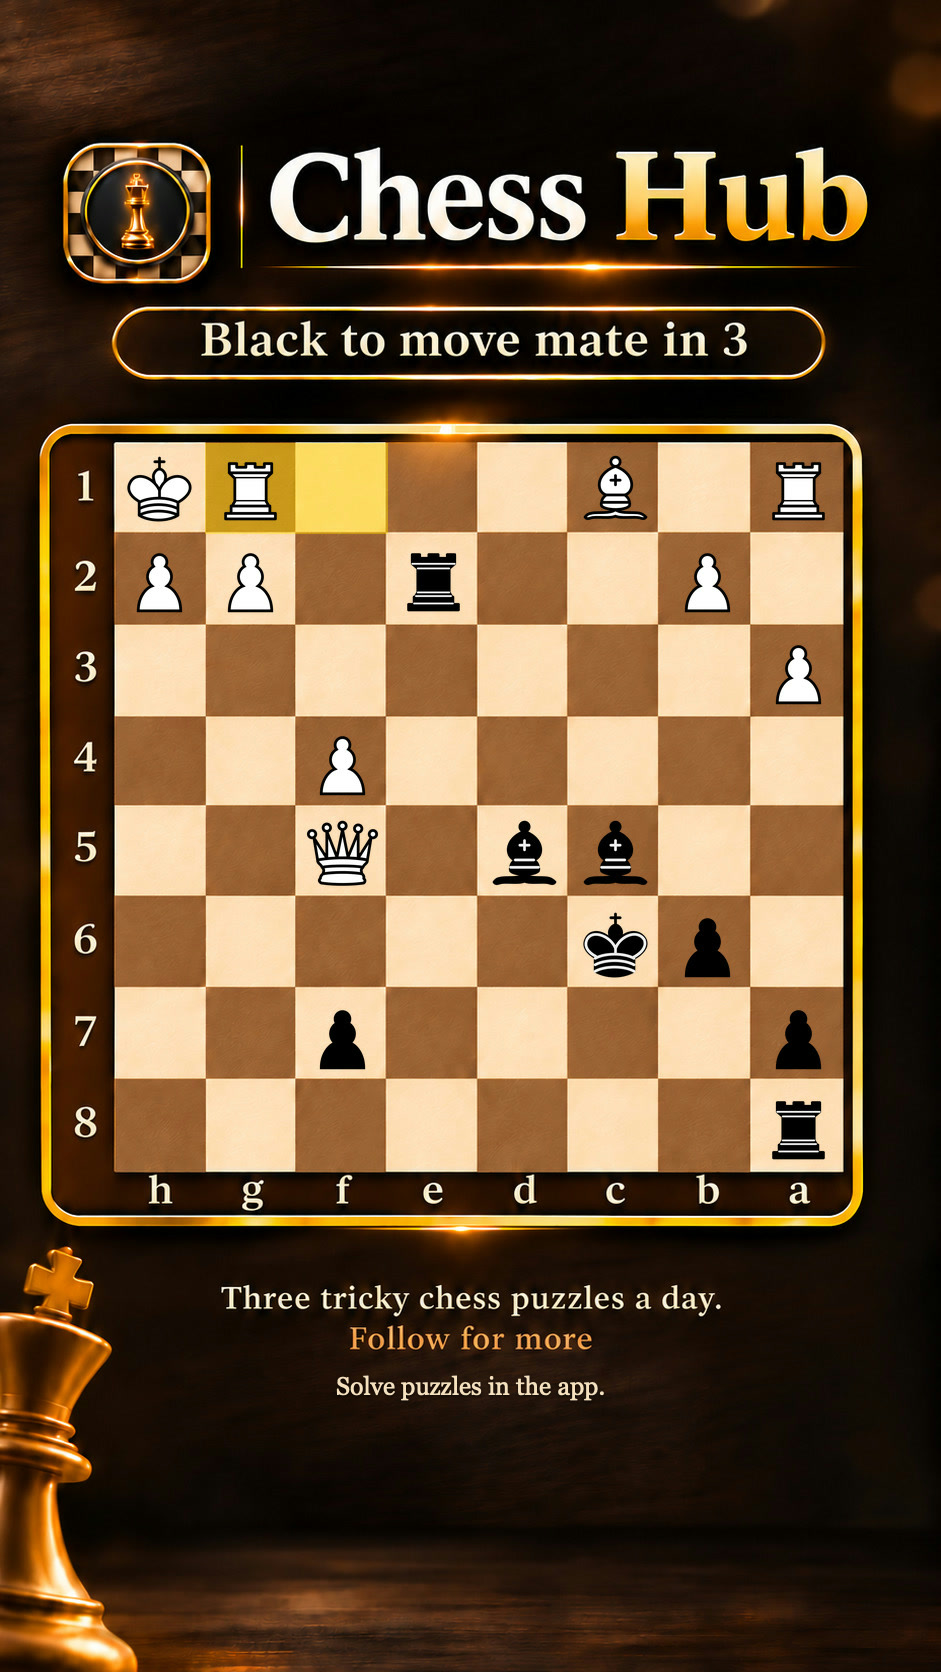 Chess Hub
Black to move mate in 3
1
2
3
4
5
6
7
8
h g f e d c b a
Three tricky chess puzzles a day.
Follow for more
Solve puzzles in the app.